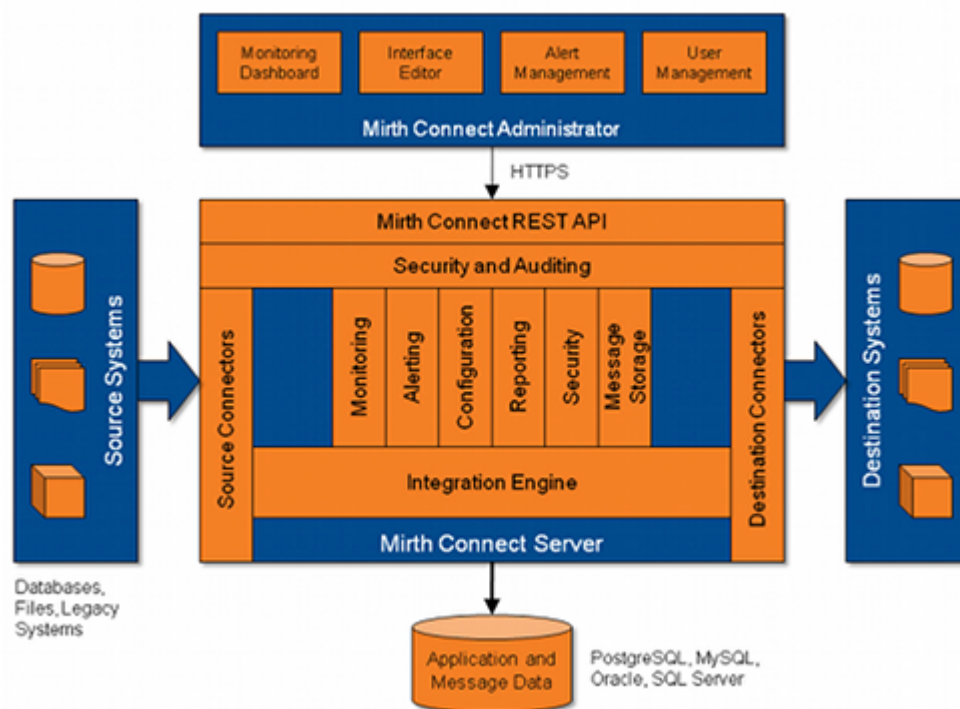 Monitoring
Dashboard
Interface
Editor
Alert
Management
User
Management
Mirth Connect Administrator
HTTPS
Mirth Connect REST API
Security and Auditing
Source Systems
Source Connectors
Monitoring
Alerting
Configuration
Reporting
Security
Message
Storage
Destination Connectors
Destination Systems
Integration Engine
Mirth Connect Server
Databases,
Files, Legacy
Systems
Application and
Message Data
PostgreSQL, MySQL,
Oracle, SQL Server